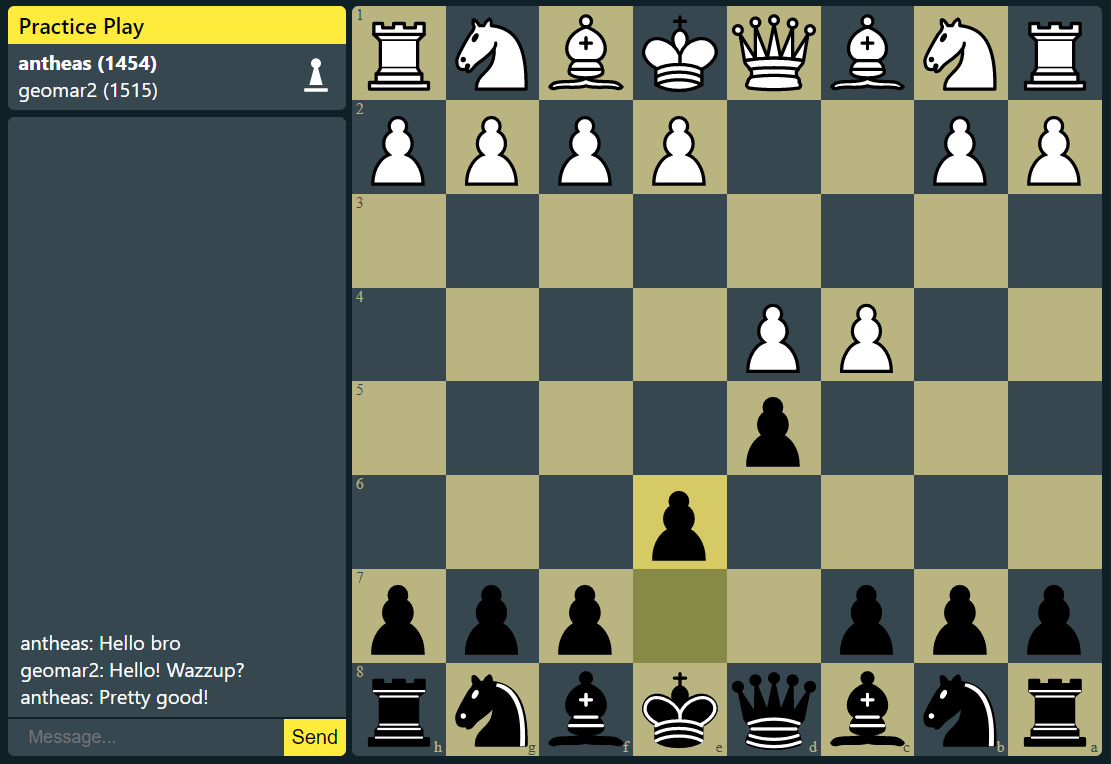 Practice Play
antheas (1454)
geomar2 (1515)
antheas: Hello bro
geomar2: Hello! Wazzup?
antheas: Pretty good!
Message...
Send
1
2
3
4
5
6
7
8
h g f e d c b a